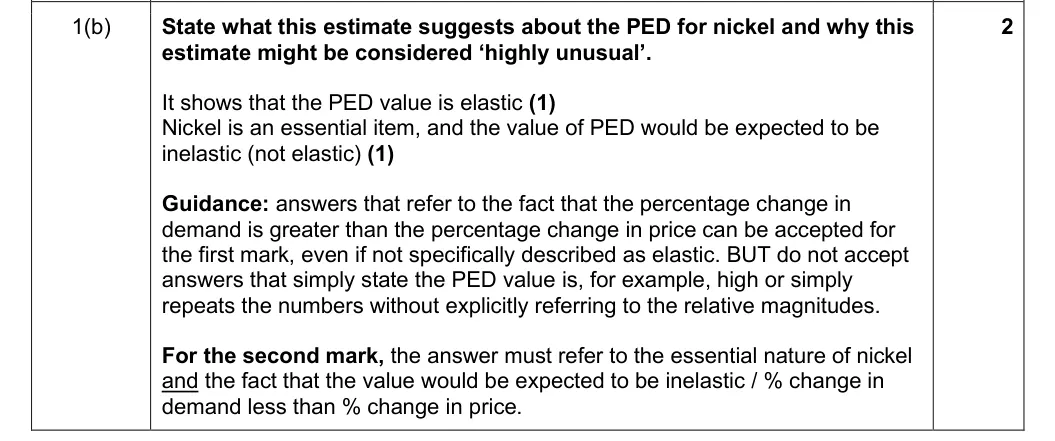 1(b) State what this estimate suggests about the PED for nickel and why this 2
estimate might be considered ‘highly unusual’.
It shows that the PED value is elastic (1)
Nickel is an essential item, and the value of PED would be expected to be
inelastic (not elastic) (1)
Guidance: answers that refer to the fact that the percentage change in
demand is greater than the percentage change in price can be accepted for
the first mark, even if not specifically described as elastic. BUT do not accept
answers that simply state the PED value is, for example, high or simply
repeats the numbers without explicitly referring to the relative magnitudes.
For the second mark, the answer must refer to the essential nature of nickel
and the fact that the value would be expected to be inelastic / % change in
demand less than % change in price.